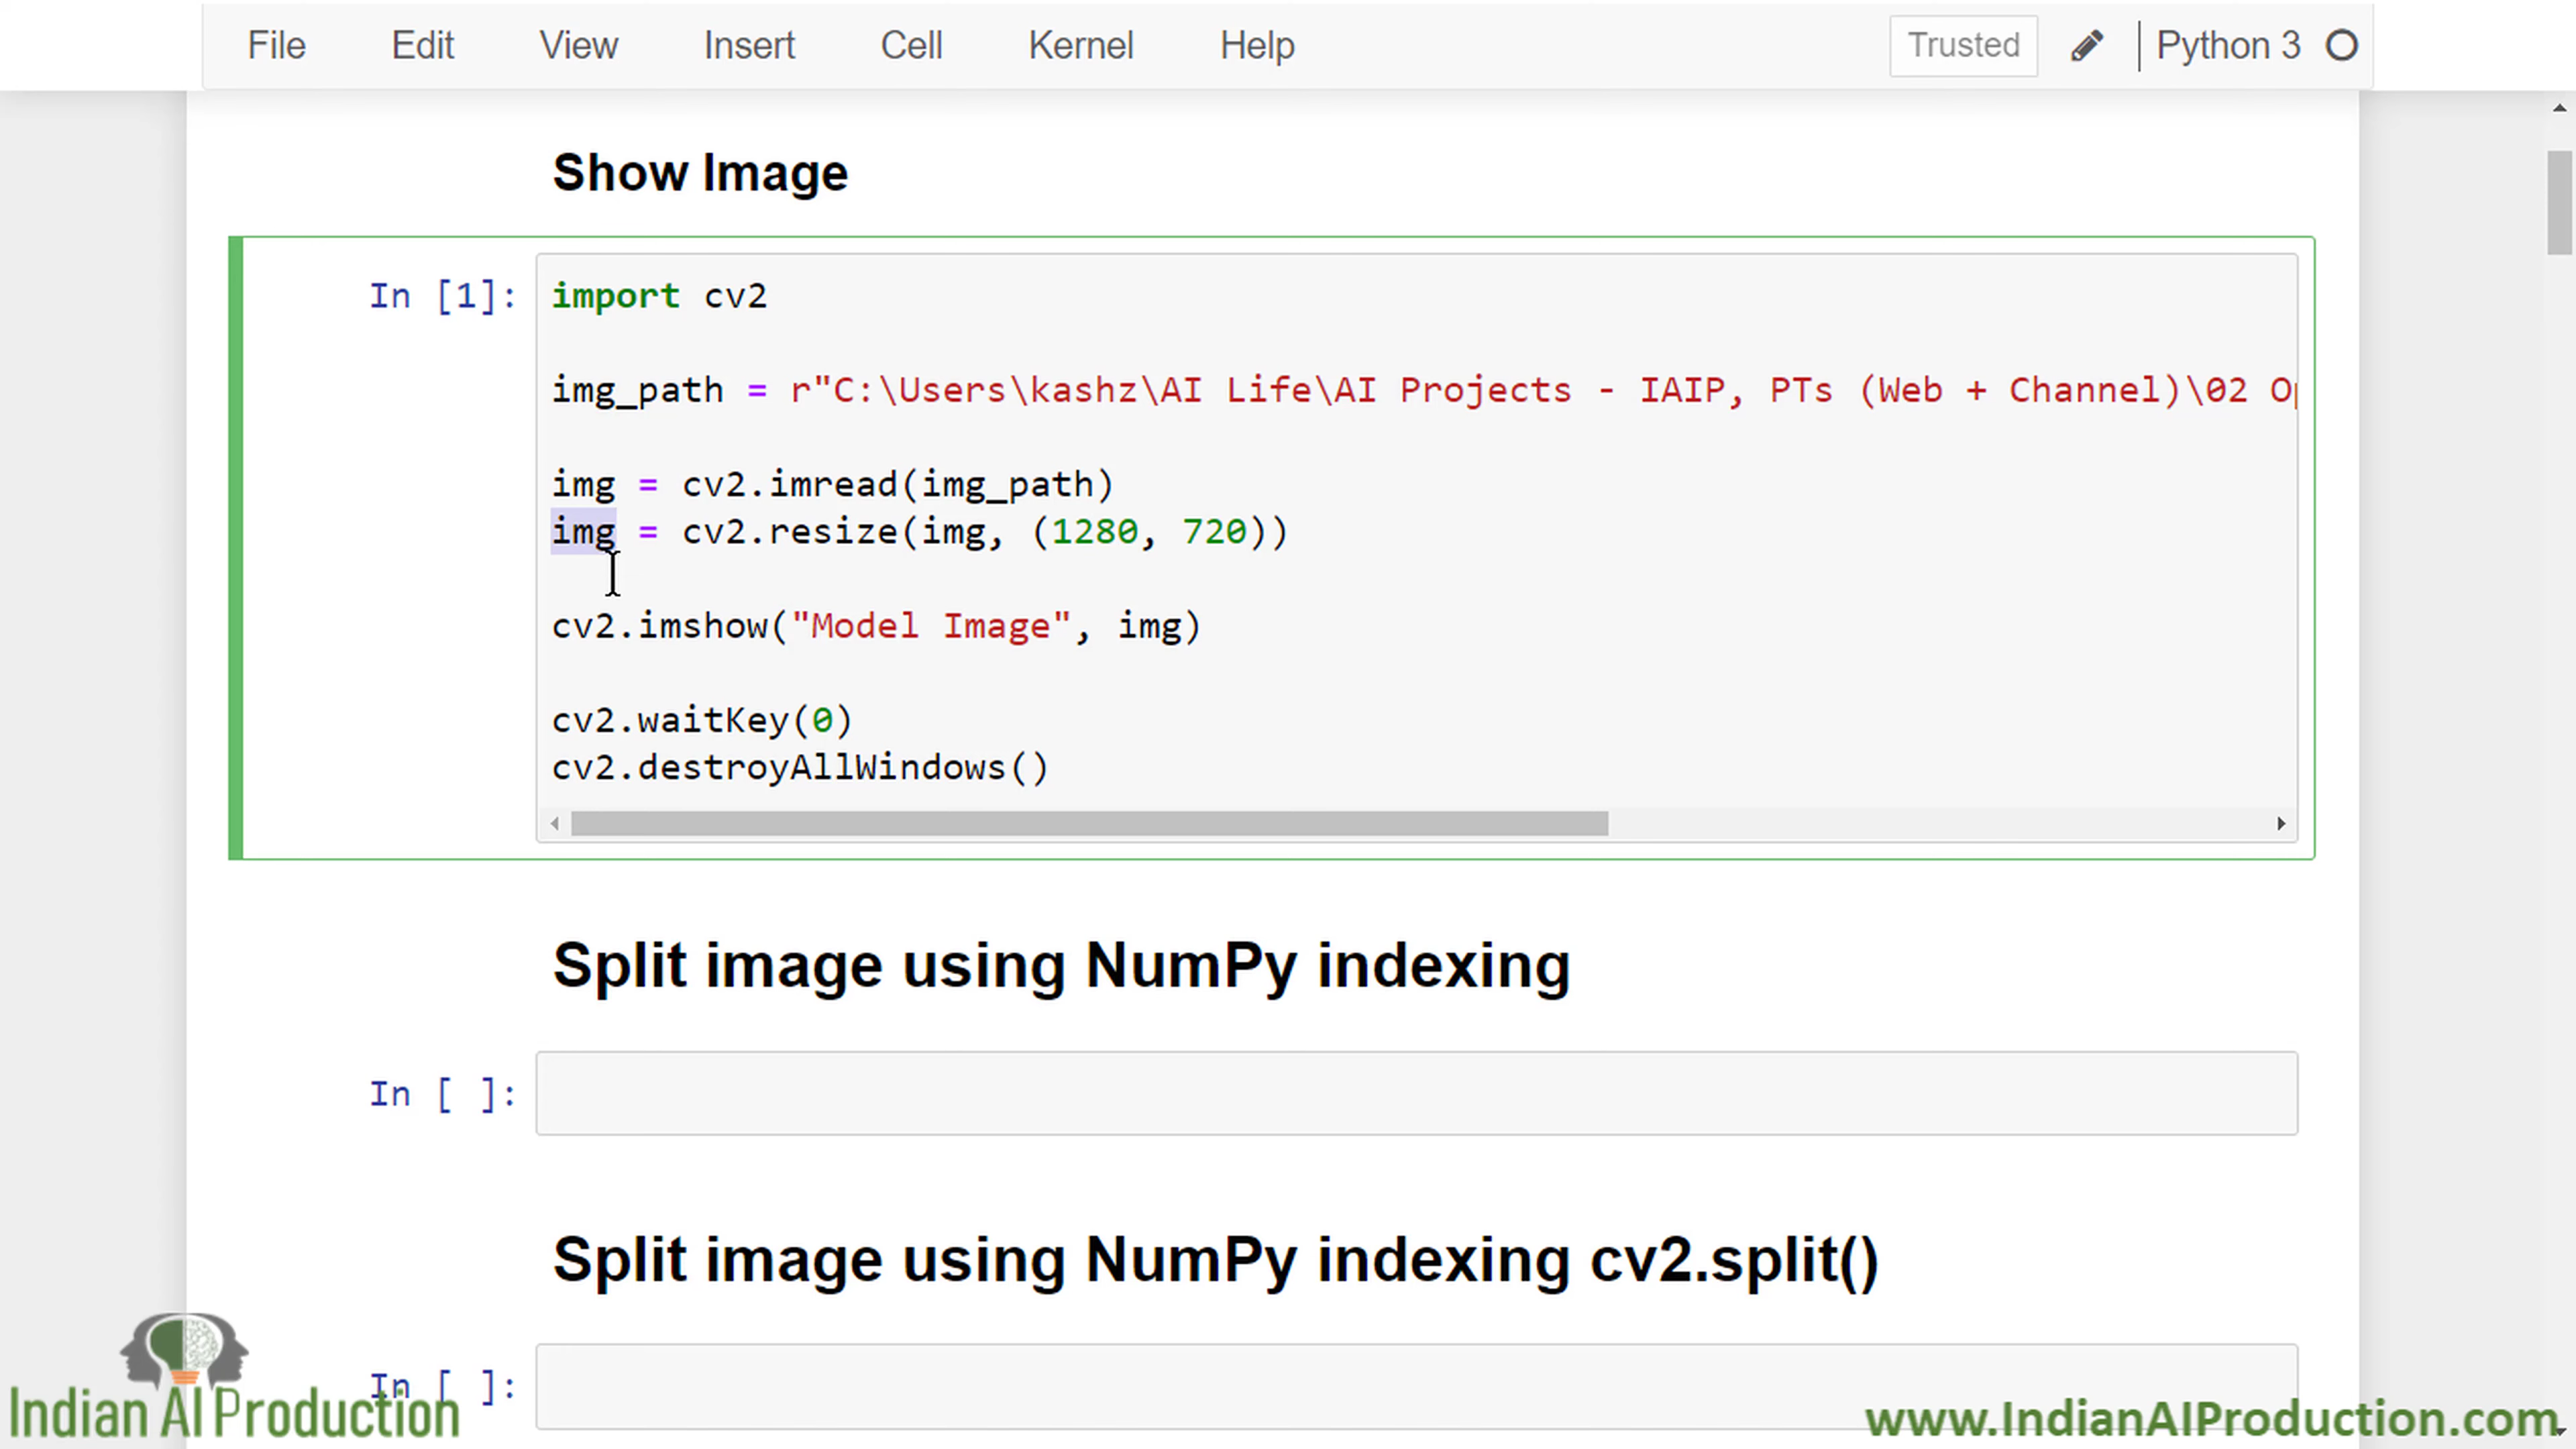 File Edit View Insert Cell Kernel Help Trusted Python 3
Show Image
In [1]:
import cv2
img_path = r"C:\Users\kashz\AI Life\AI Projects - IAIP, PTs (Web + Channel)\02 Op
img = cv2.imread(img_path)
img = cv2.resize(img, (1280, 720))
cv2.imshow("Model Image", img)
cv2.waitKey(0)
cv2.destroyAllWindows()
Split image using NumPy indexing
In [ ]:
Split image using NumPy indexing cv2.split()
In [ ]:
Indian AI Production
www.IndianAIProduction.com